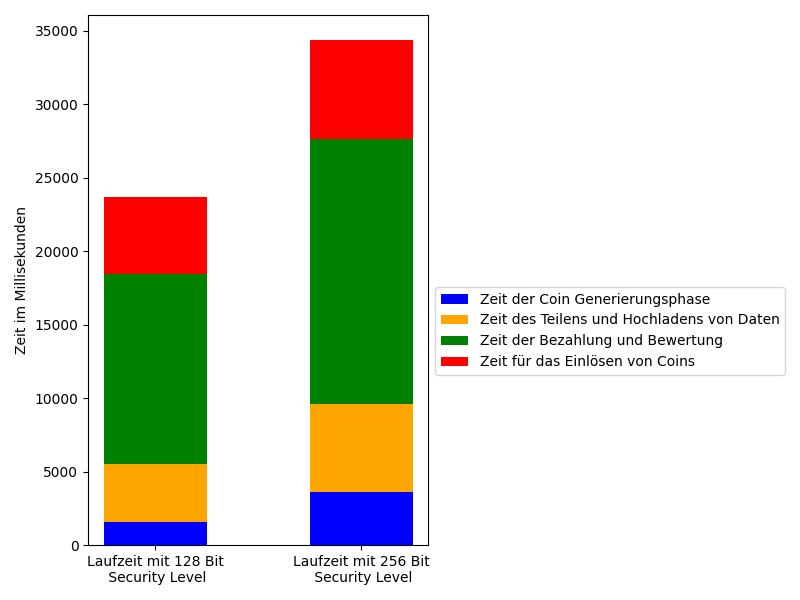 35000
30000
25000
20000
15000
10000
5000
0
Zeit im Millisekunden
Laufzeit mit 128 Bit
Security Level
Laufzeit mit 256 Bit
Security Level
Zeit der Coin Generierungsphase
Zeit des Teilens und Hochladens von Daten
Zeit der Bezahlung und Bewertung
Zeit für das Einlösen von Coins